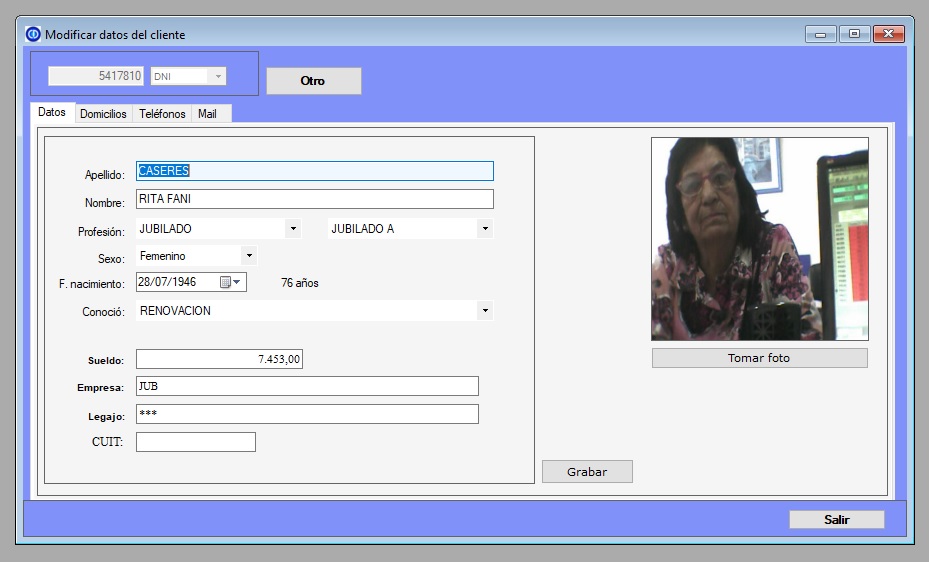 Modificar datos del cliente
5417810 DNI Otro
Datos Domicilios Teléfonos Mail
Apellido: CASERES
Nombre: RITA FANI
Profesión: JUBILADO JUBILADO A
Sexo: Femenino
F. nacimiento: 28/07/1946 76 años
Conoció: RENOVACION
Sueldo: 7.453,00
Empresa: JUB
Legajo: ***
CUIT:
Tomar foto
Grabar
Salir